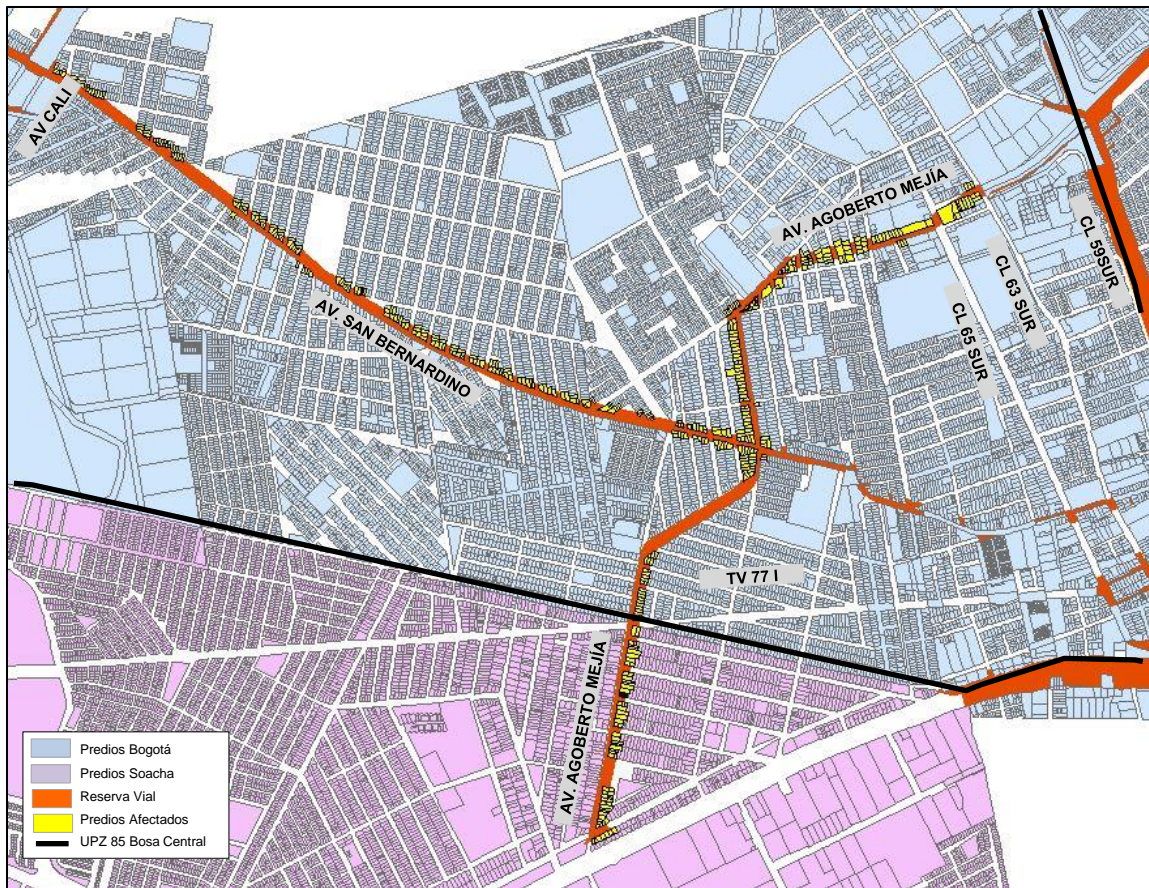 AV CALI
AV. AGOBERTO MEJÍA
CL 59SUR
CL 63 SUR
CL 65 SUR
AV. SAN BERNARDINO
TV 77 I
AV. AGOBERTO MEJÍA
Predios Bogotá
Predios Soacha
Reserva Vial
Predios Afectados
UPZ 85 Bosa Central